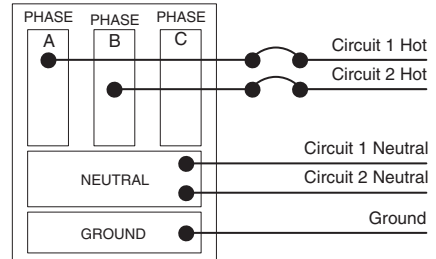 PHASE PHASE PHASE
A B C
Circuit 1 Hot
Circuit 2 Hot
Circuit 1 Neutral
NEUTRAL
Circuit 2 Neutral
Ground
GROUND